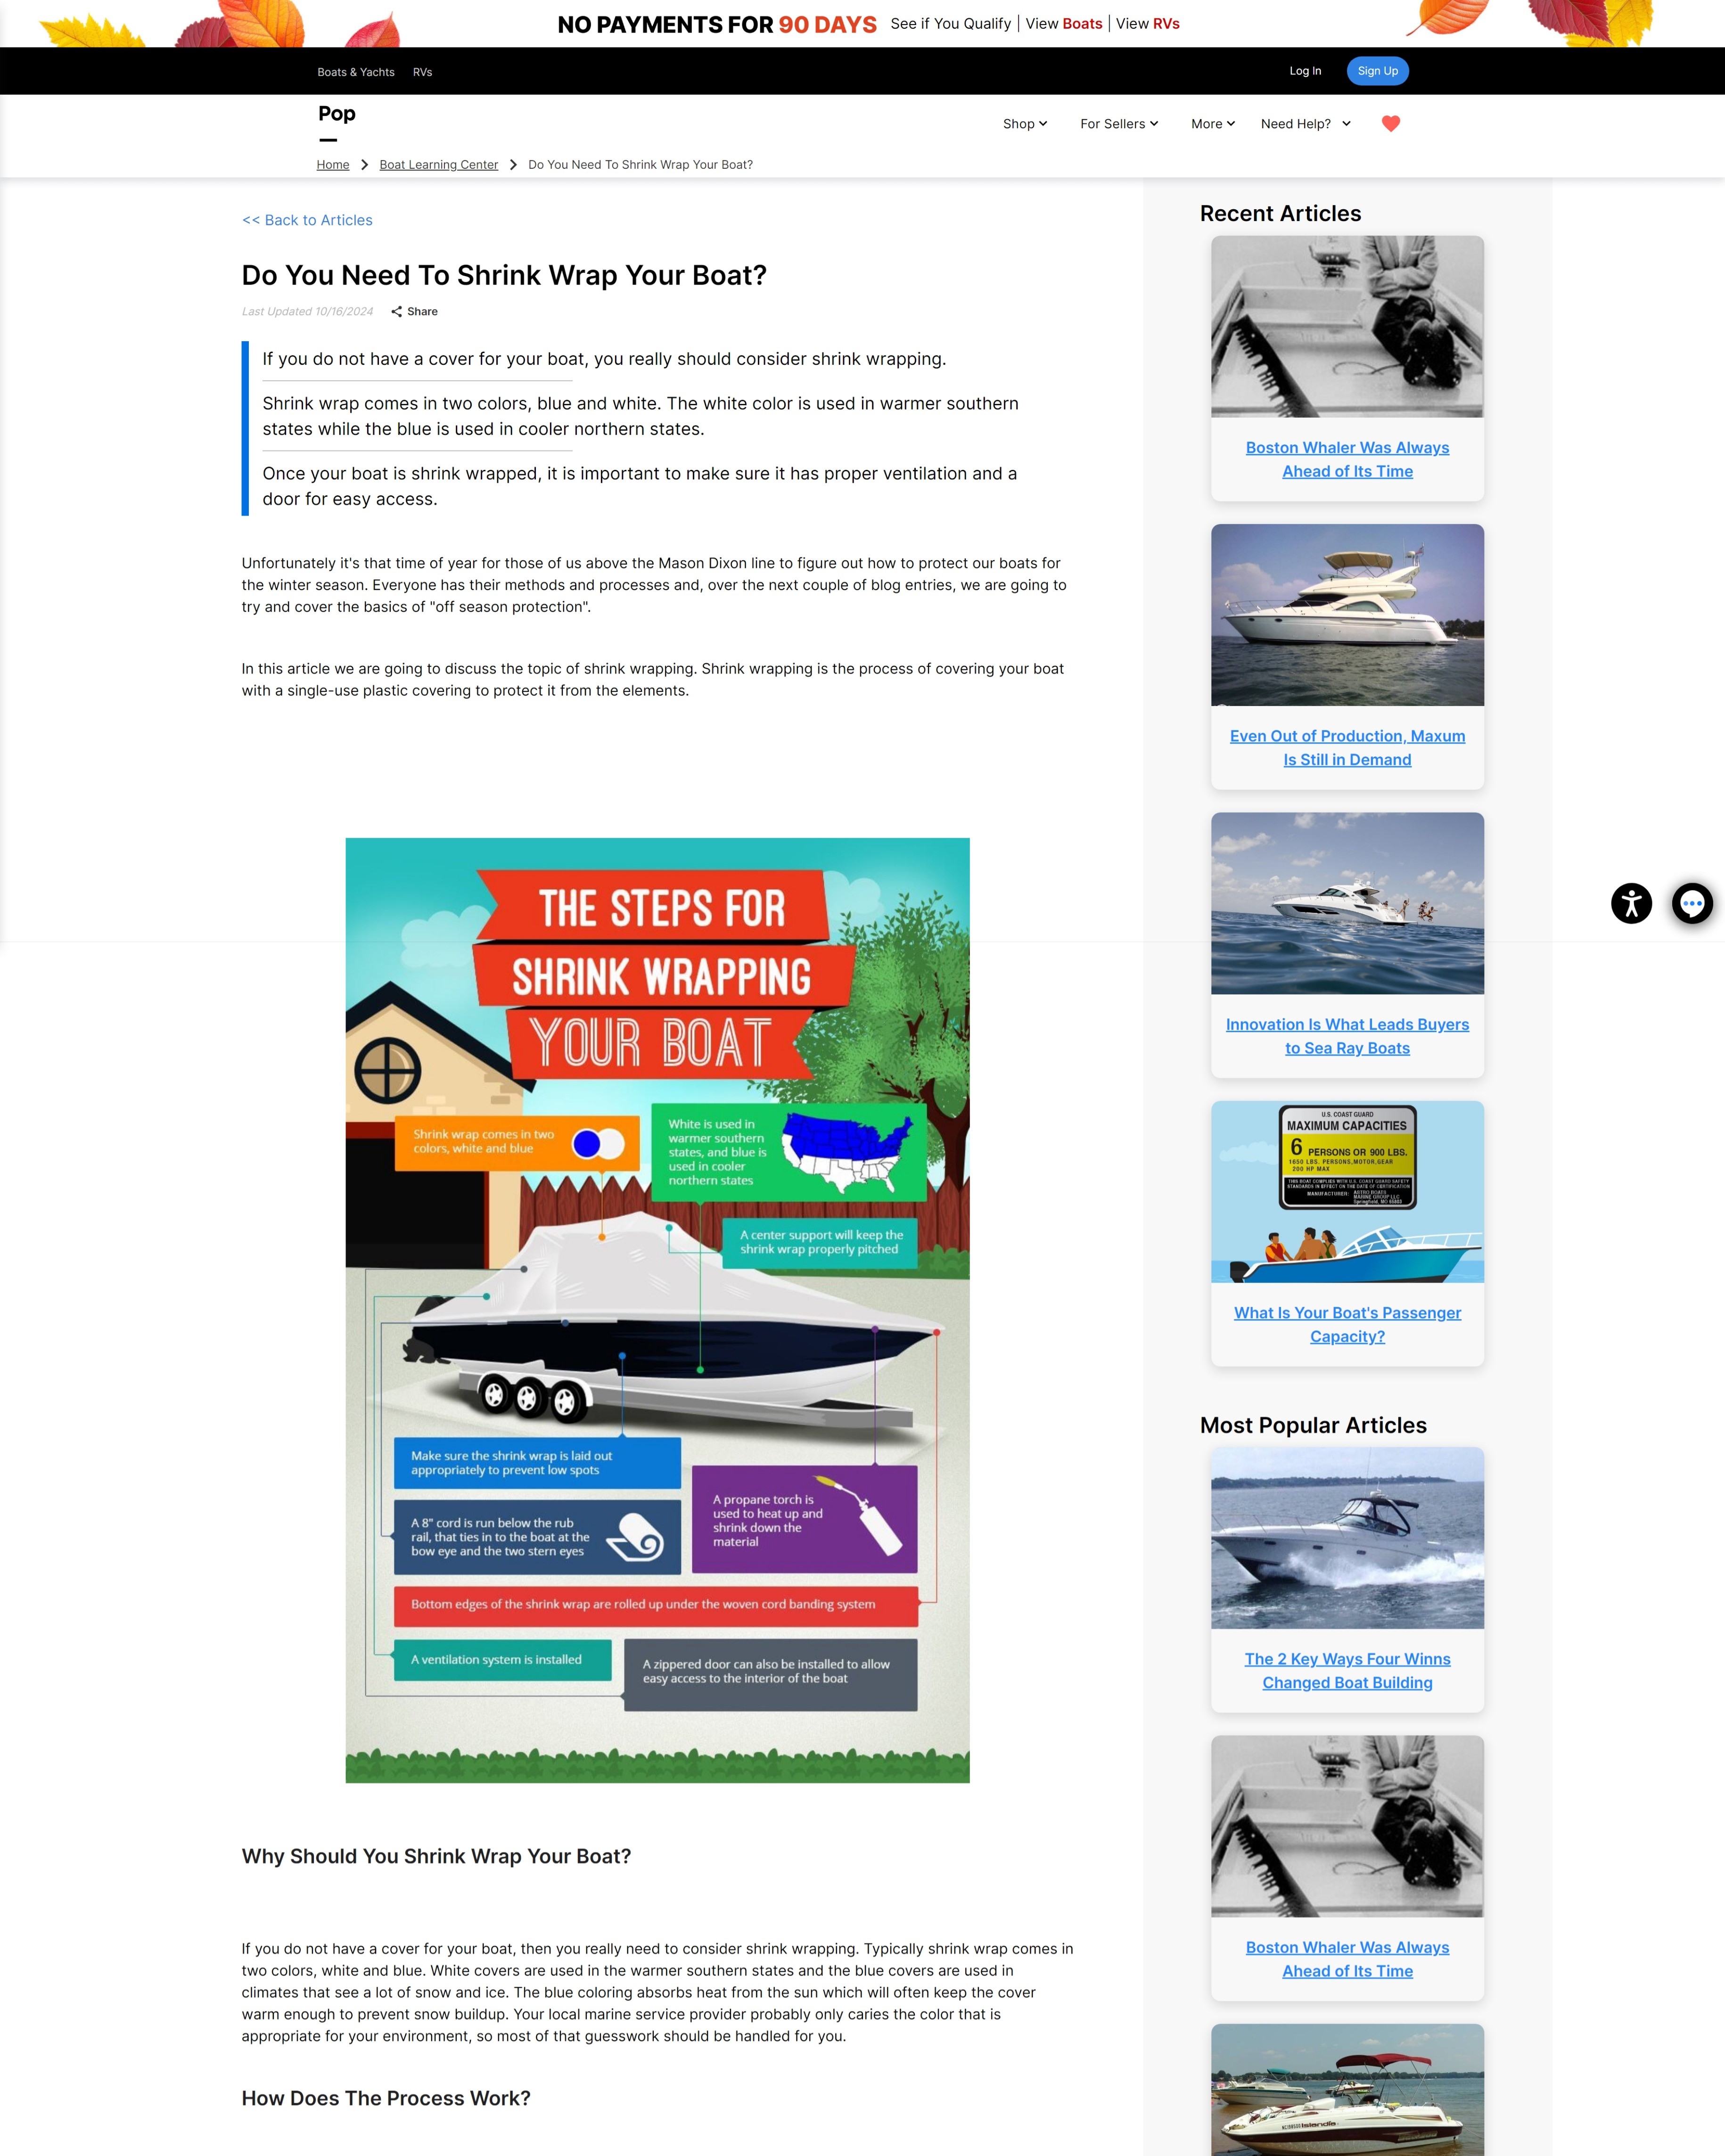 NO PAYMENTS FOR 90 DAYS See if You Qualify | View Boats | View RVs
Boats & Yachts RVs Log In Sign Up
Pop
Shop For Sellers More Need Help?
Home Boat Learning Center Do You Need To Shrink Wrap Your Boat?
<< Back to Articles
Do You Need To Shrink Wrap Your Boat?
Last Updated 10/16/2024 Share
If you do not have a cover for your boat, you really should consider shrink wrapping.
Shrink wrap comes in two colors, blue and white. The white color is used in warmer southern
states while the blue is used in cooler northern states.
Once your boat is shrink wrapped, it is important to make sure it has proper ventilation and a
door for easy access.
Unfortunately it's that time of year for those of us above the Mason Dixon line to figure out how to protect our boats for
the winter season. Everyone has their methods and processes and, over the next couple of blog entries, we are going to
try and cover the basics of "off season protection".
In this article we are going to discuss the topic of shrink wrapping. Shrink wrapping is the process of covering your boat
with a single-use plastic covering to protect it from the elements.
THE STEPS FOR
SHRINK WRAPPING
YOUR BOAT
Shrink wrap comes in two
colors, white and blue
White is used in
warmer southern
states, and blue is
used in cooler
northern states
A center support will keep the
shrink wrap properly pitched
Make sure the shrink wrap is laid out
appropriately to prevent low spots
A 8" cord is run below the rub
rail, that ties in to the boat at the
bow eye and the two stern eyes
A propane torch is
used to heat up and
shrink down the
material
Bottom edges of the shrink wrap are rolled up under the woven cord banding system
A ventilation system is installed
A zippered door can also be installed to allow
easy access to the interior of the boat
Why Should You Shrink Wrap Your Boat?
If you do not have a cover for your boat, then you really need to consider shrink wrapping. Typically shrink wrap comes in
two colors, white and blue. White covers are used in the warmer southern states and the blue covers are used in
climates that see a lot of snow and ice. The blue coloring absorbs heat from the sun which will often keep the cover
warm enough to prevent snow buildup. Your local marine service provider probably only caries the color that is
appropriate for your environment, so most of that guesswork should be handled for you.
How Does The Process Work?
Recent Articles
Boston Whaler Was Always
Ahead of Its Time
Even Out of Production, Maxum
Is Still in Demand
Innovation Is What Leads Buyers
to Sea Ray Boats
U.S. COAST GUARD
MAXIMUM CAPACITIES
6 PERSONS OR 900 LBS.
1650 LBS. PERSONS,MOTOR,GEAR
200 HP MAX
THIS BOAT COMPLIES WITH U.S. COAST GUARD SAFETY
STANDARDS IN EFFECT ON THE DATE OF CERTIFICATION
MANUFACTURER: ASTRO BOATS
MARINE GROUP LLC
Springfield, MO
What Is Your Boat's Passenger
Capacity?
Most Popular Articles
The 2 Key Ways Four Winns
Changed Boat Building
Boston Whaler Was Always
Ahead of Its Time
Islandia